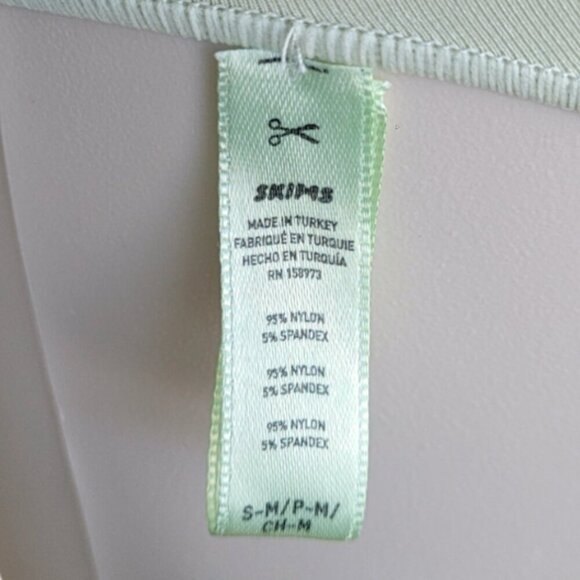 SKIMS
MADE IN TURKEY
FABRIQUÉ EN TURQUIE
HECHO EN TURQUÍA
RN 158973
95% NYLON
5% SPANDEX
95% NYLON
5% SPANDEX
95% NYLON
5% SPANDEX
S-M/P-M/
CH-M